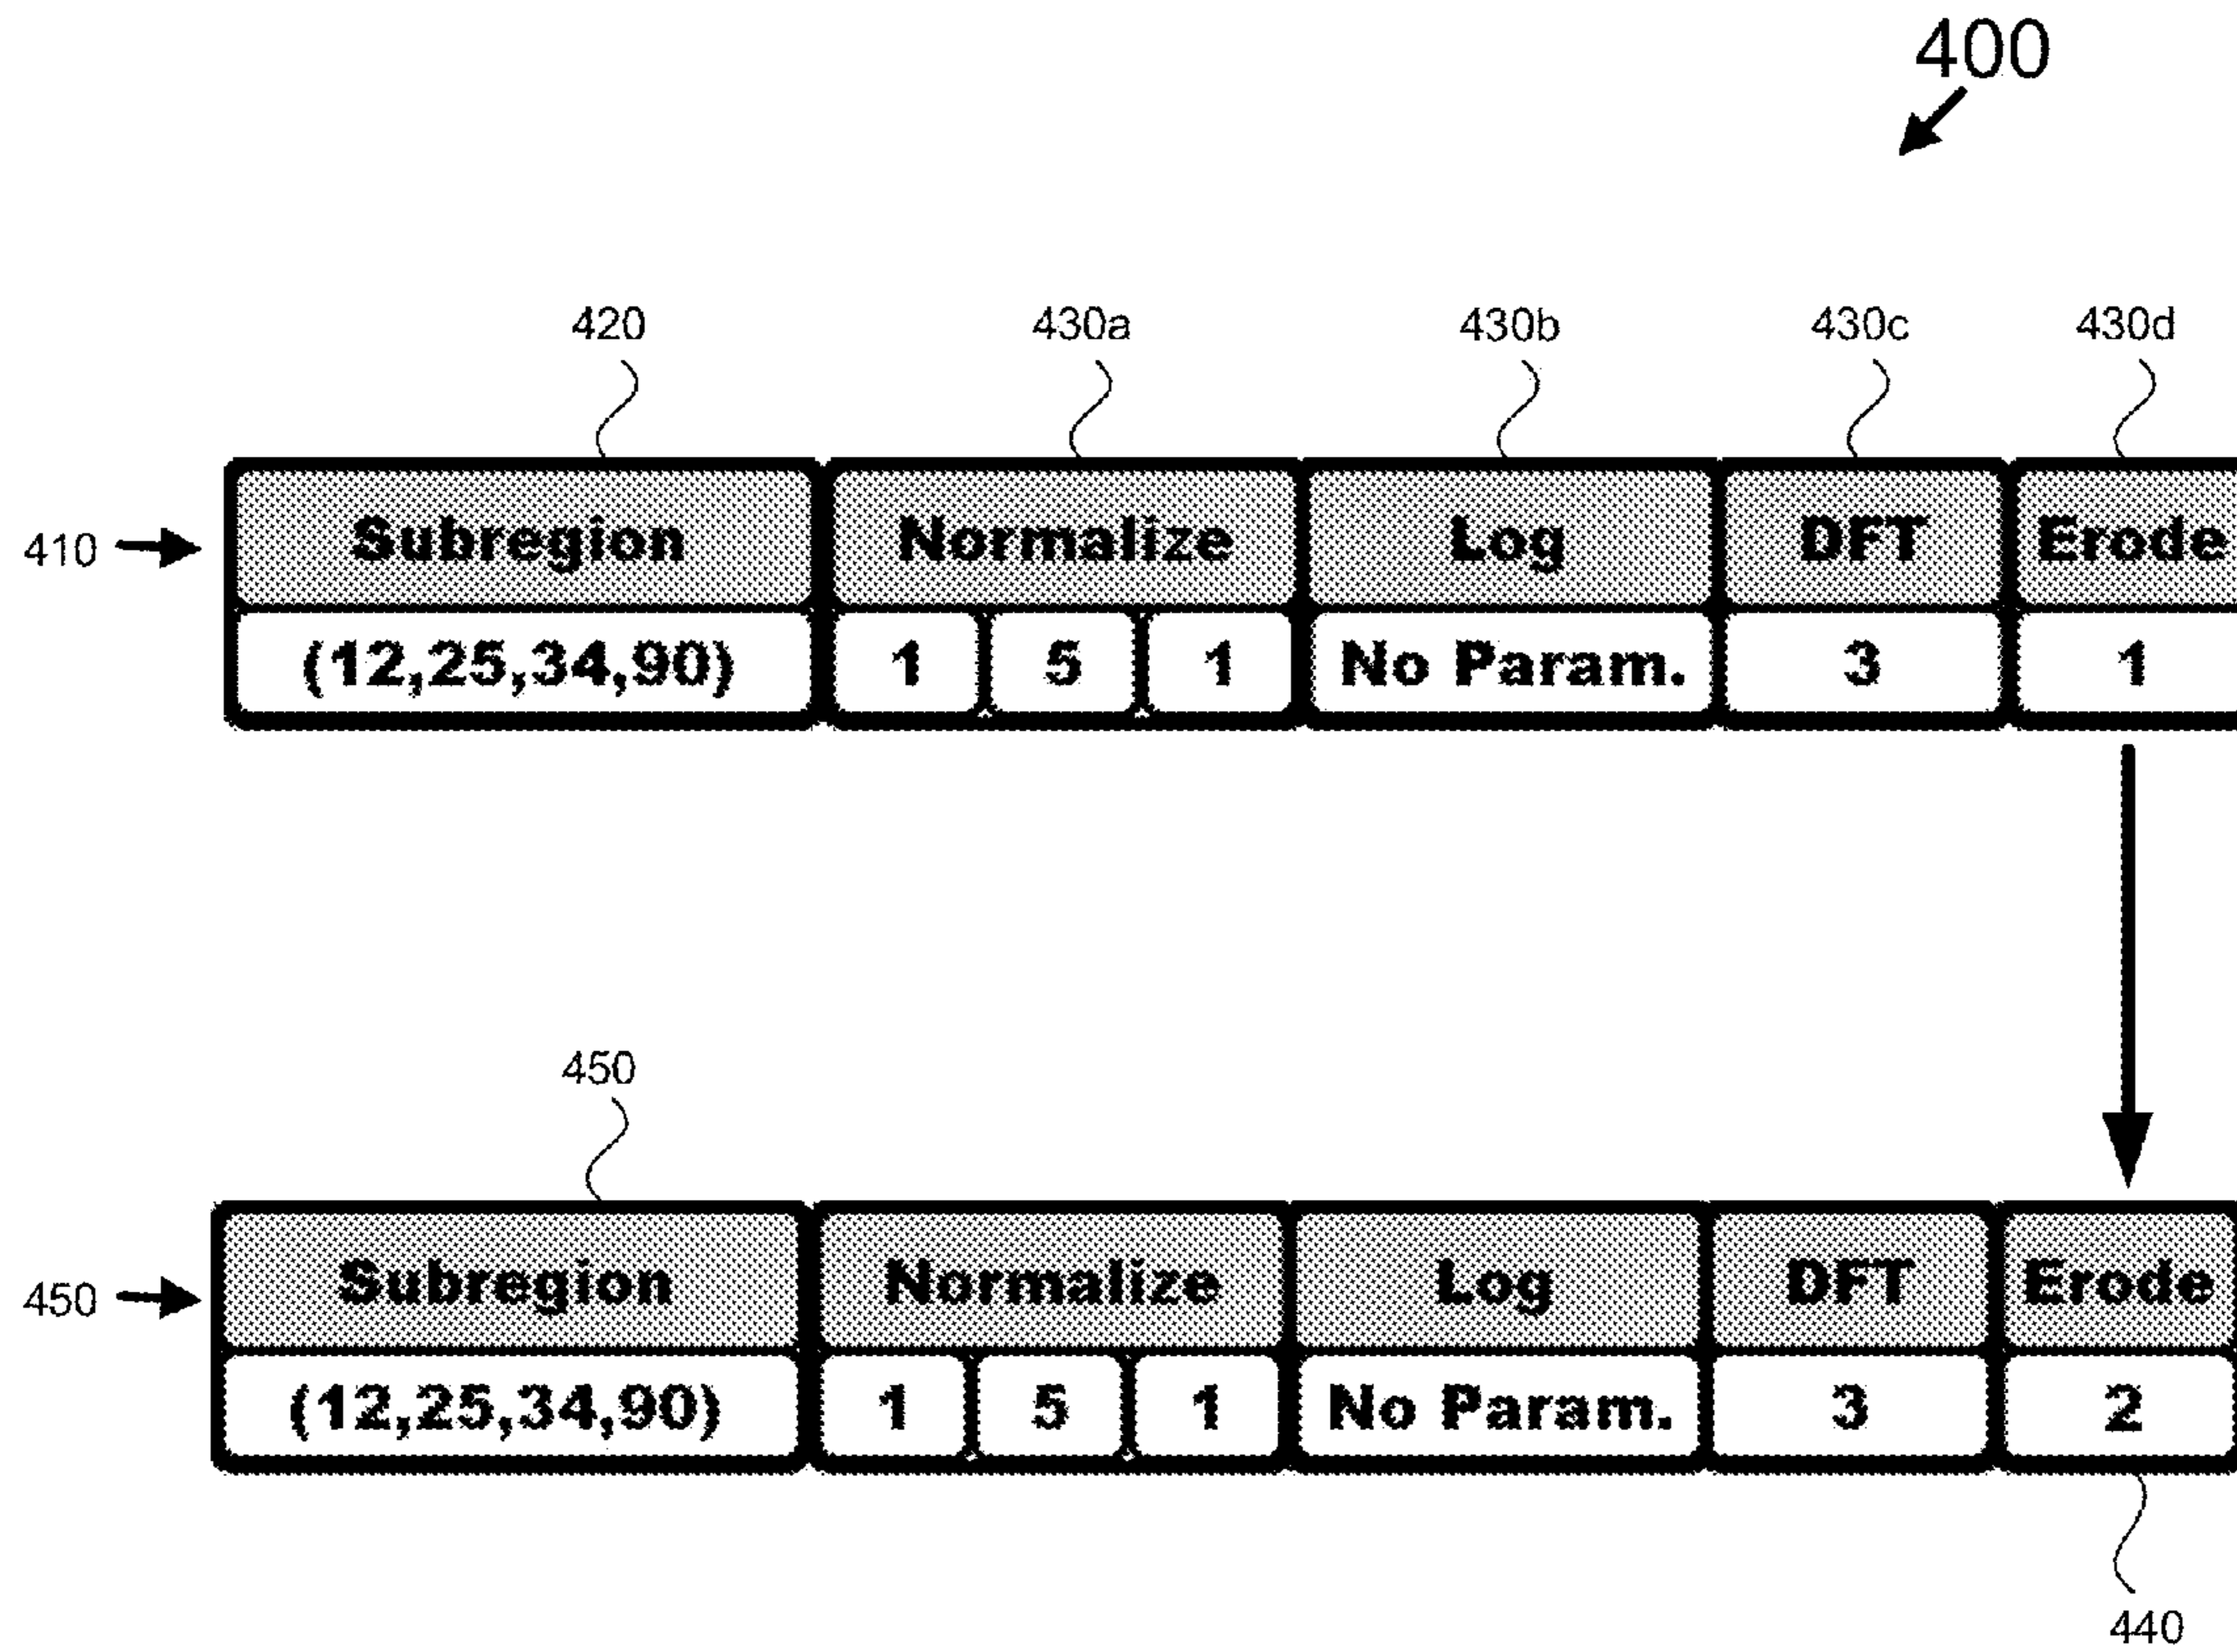 400
420 430a 430b 430c 430d
410 Subregion Normalize Log DFT Erode
(12,25,34,90) 1 5 1 No Param. 3 1
450
450 Subregion Normalize Log DFT Erode
(12,25,34,90) 1 5 1 No Param. 3 2
440